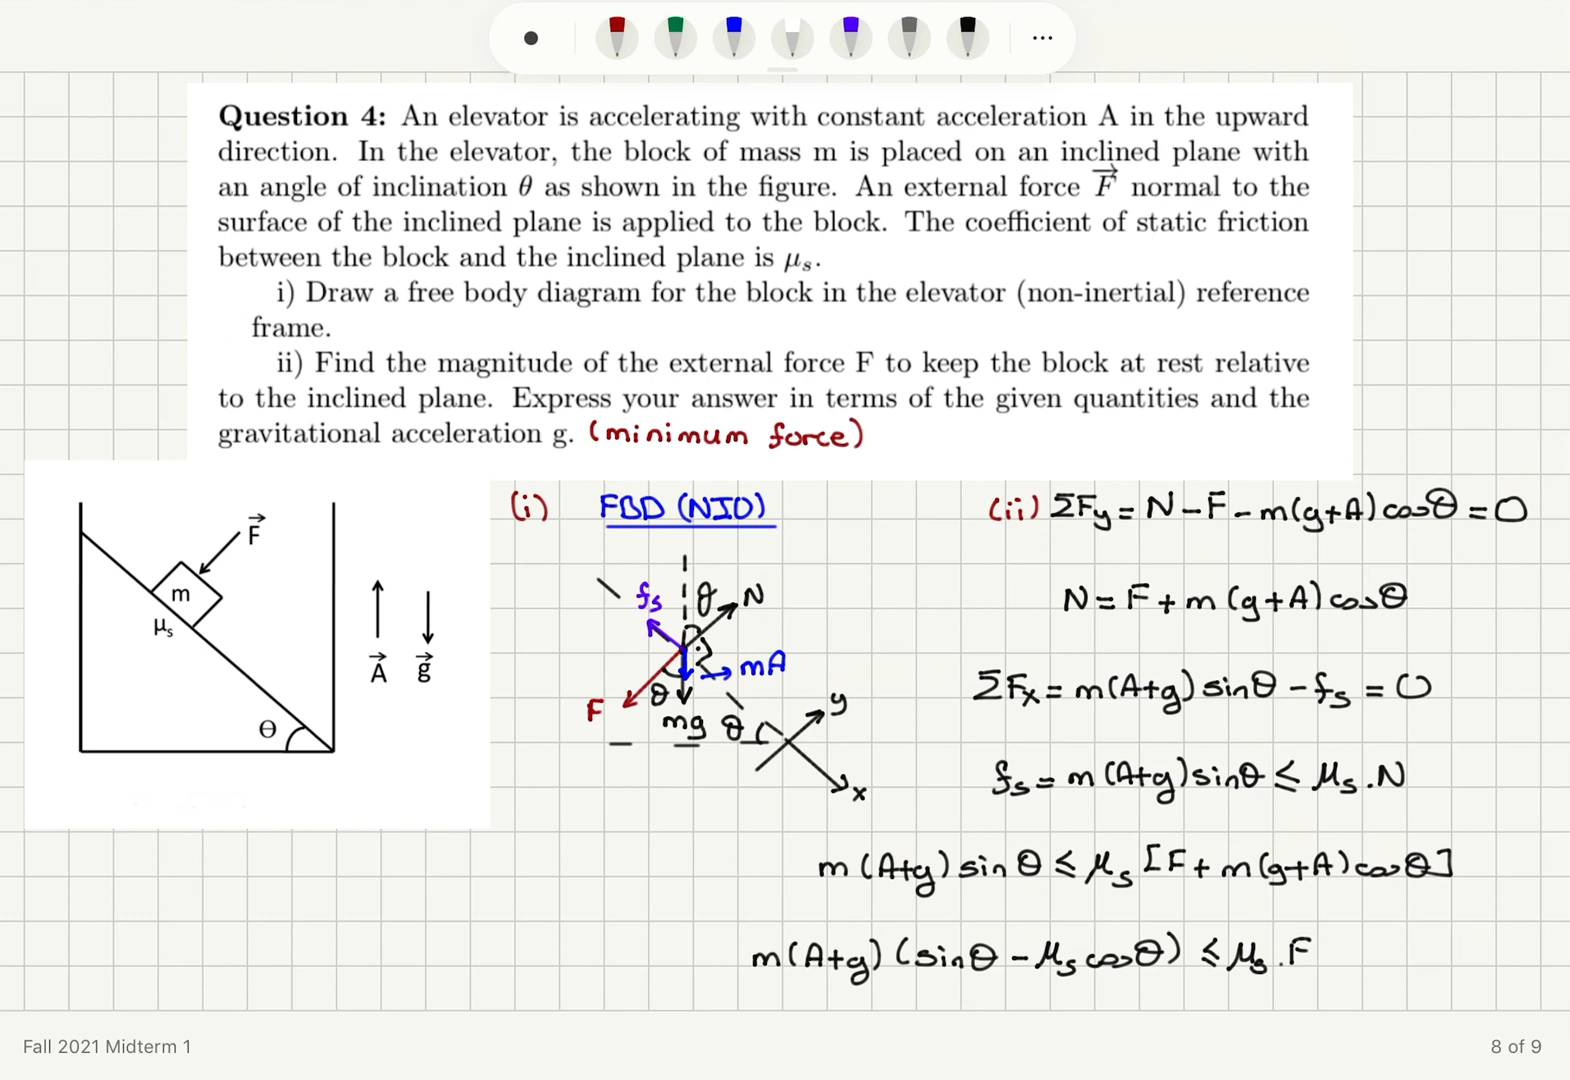 Question 4: An elevator is accelerating with constant acceleration A in the upward
direction. In the elevator, the block of mass m is placed on an inclined plane with
an angle of inclination θ as shown in the figure. An external force F⃗ normal to the
surface of the inclined plane is applied to the block. The coefficient of static friction
between the block and the inclined plane is μₛ.
i) Draw a free body diagram for the block in the elevator (non-inertial) reference
frame.
ii) Find the magnitude of the external force F to keep the block at rest relative
to the inclined plane. Express your answer in terms of the given quantities and the
gravitational acceleration g. (minimum force)
F⃗
m
μₛ
A⃗ g⃗
θ
(i) FBD (NIO)
fₛ θ N
mA
F θ
mg θ
y
x
(ii) ΣFy = N - F - m(g+A) cosθ = 0
N = F + m (g+A) cosθ
ΣFx = m(A+g) sinθ - fₛ = 0
fₛ = m (A+g) sinθ ≤ μₛ . N
m (A+g) sin θ ≤ μₛ [F + m(g+A) cosθ]
m(A+g) (sinθ - μₛ cosθ) ≤ μₛ . F
Fall 2021 Midterm 1
8 of 9